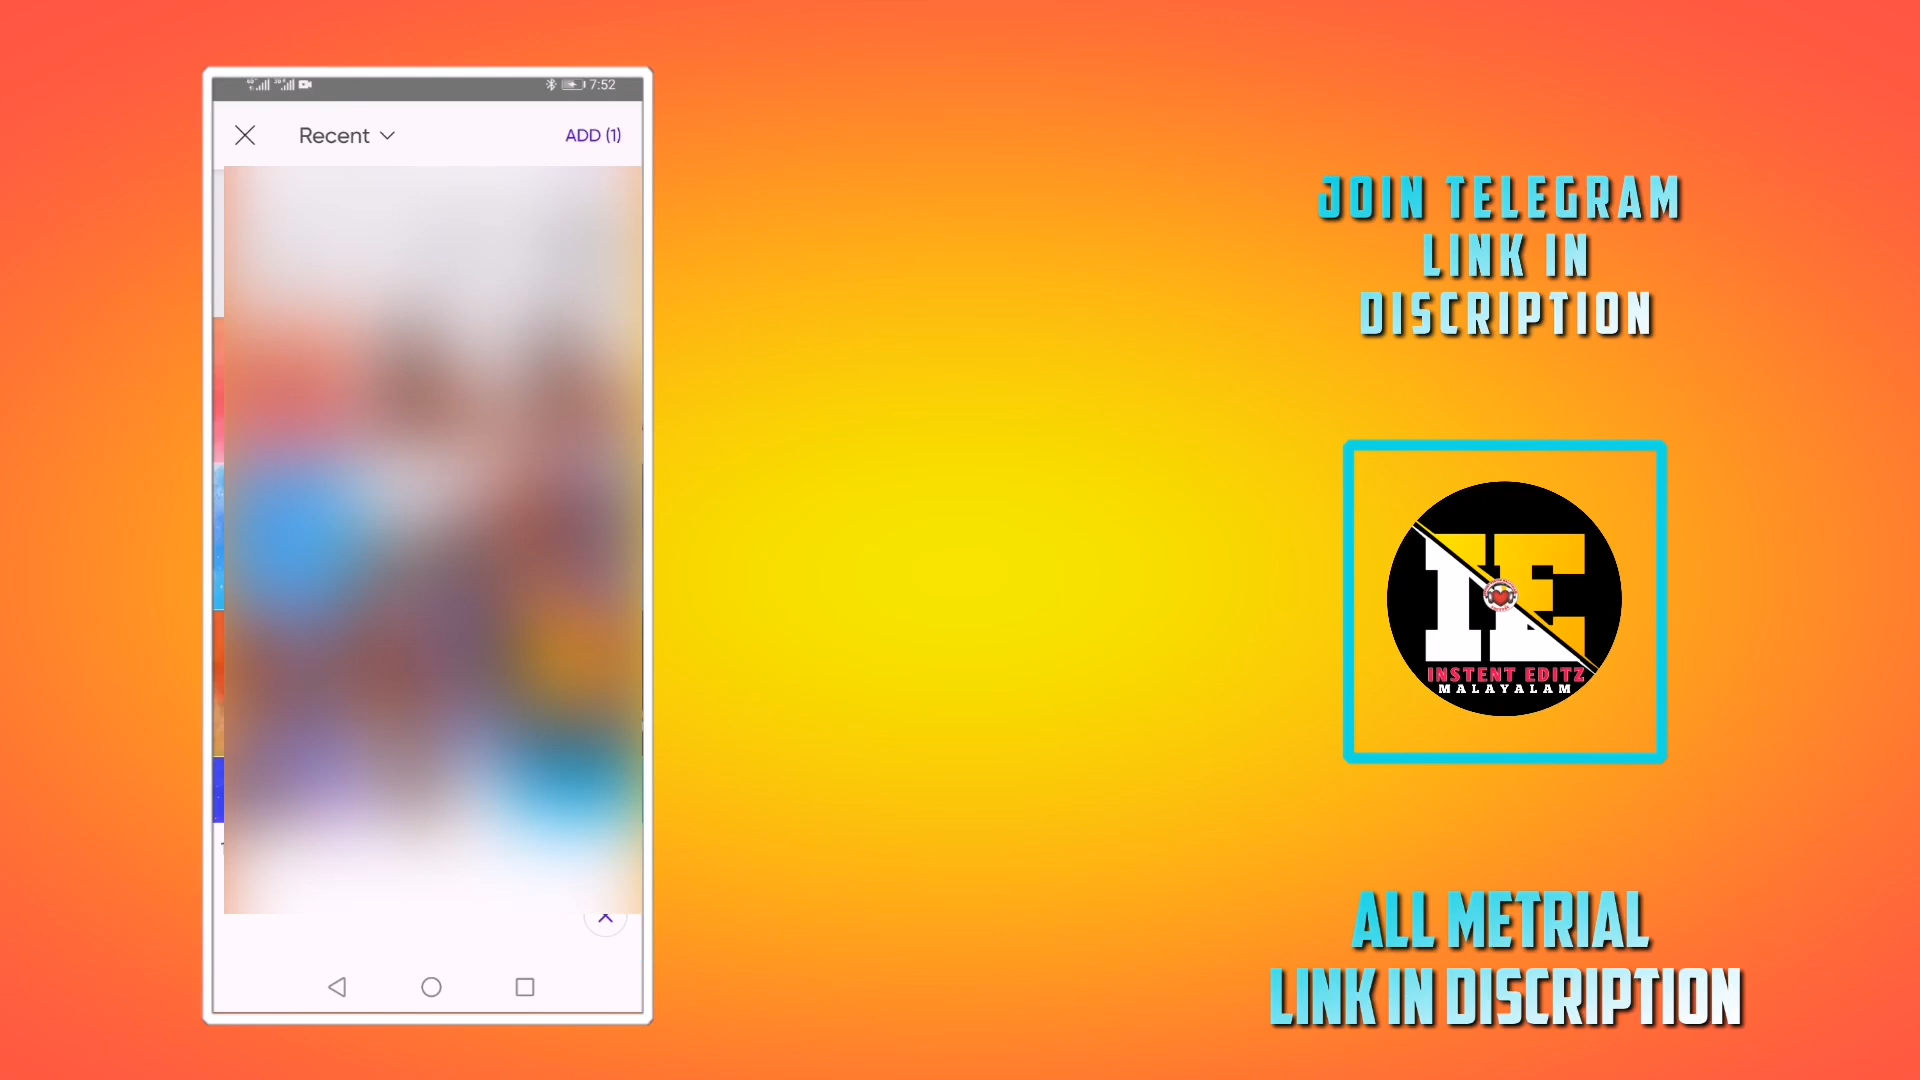 7:52
Recent
ADD (1)
JOIN TELEGRAM
LINK IN
DISCRIPTION
IE
INSTENT EDITZ
MALAYALAM
ALL METRIAL
LINK IN DISCRIPTION